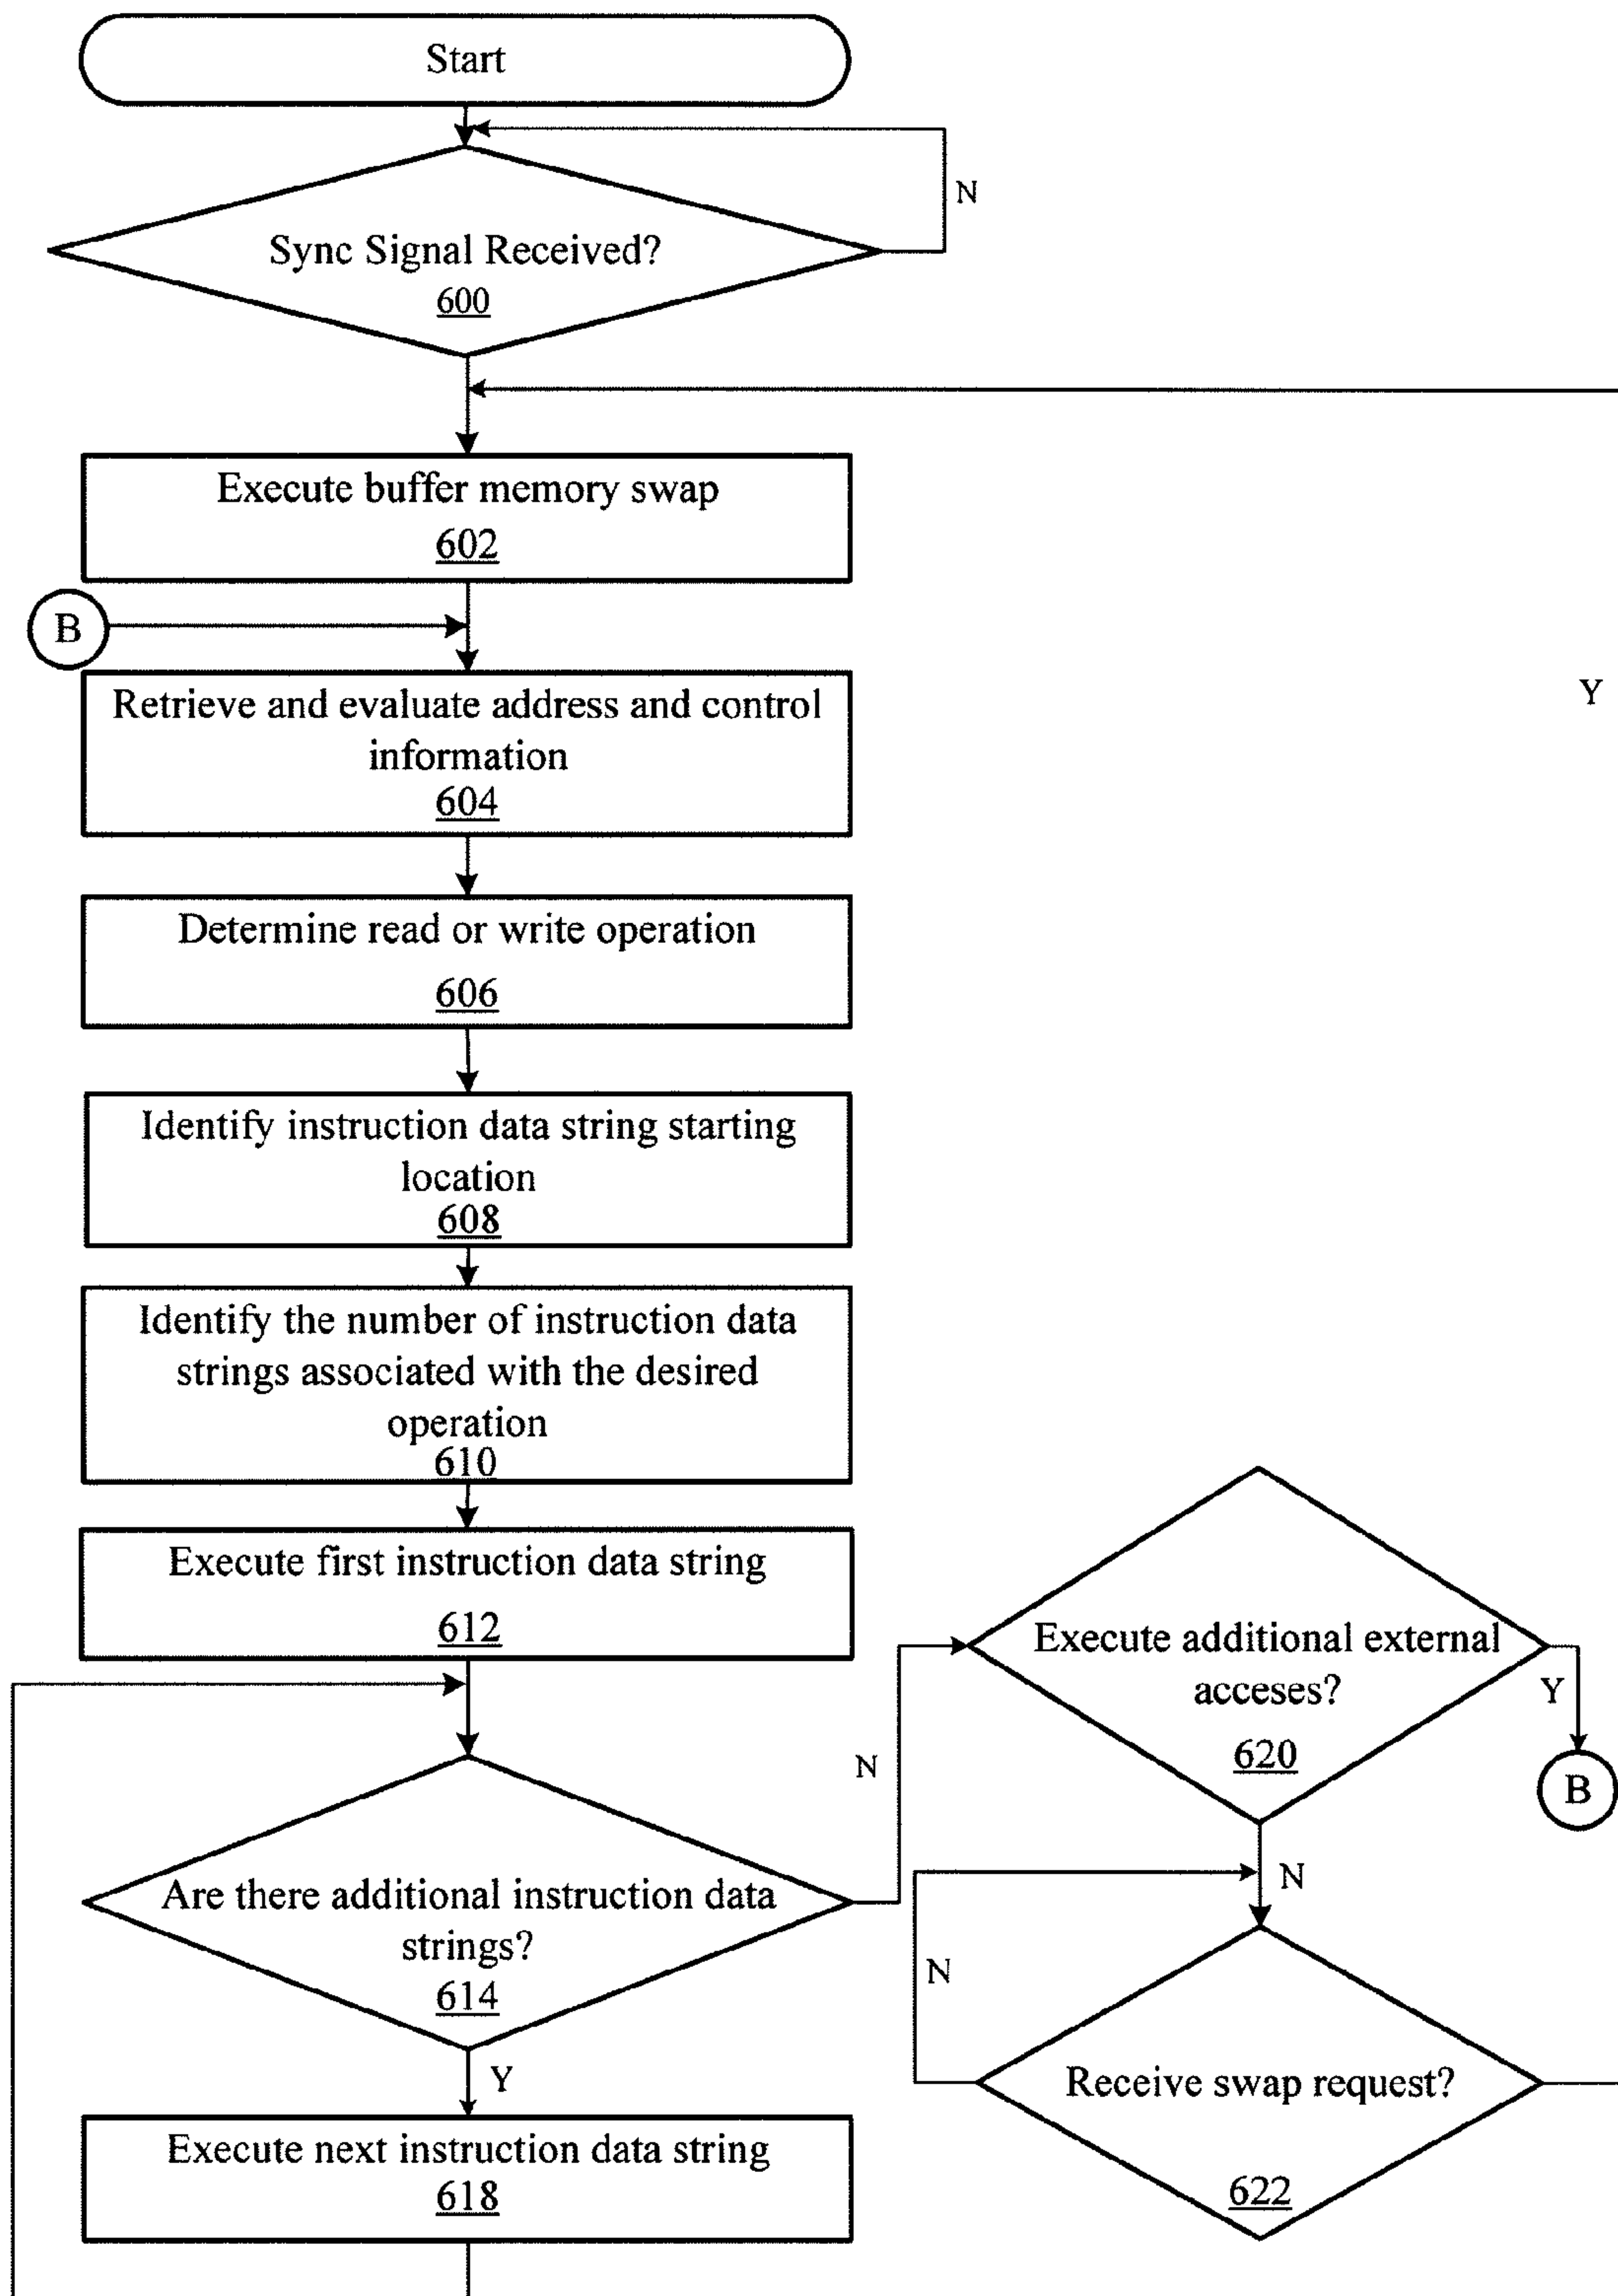 Start
N
Sync Signal Received?
600
Execute buffer memory swap
602
B
Retrieve and evaluate address and control
information
604
Y
Determine read or write operation
606
Identify instruction data string starting
location
608
Identify the number of instruction data
strings associated with the desired
operation
610
Execute first instruction data string
612
Execute additional external
acceses?
620
Y
B
N
Are there additional instruction data
strings?
614
N
N
Receive swap request?
622
Y
Execute next instruction data string
618